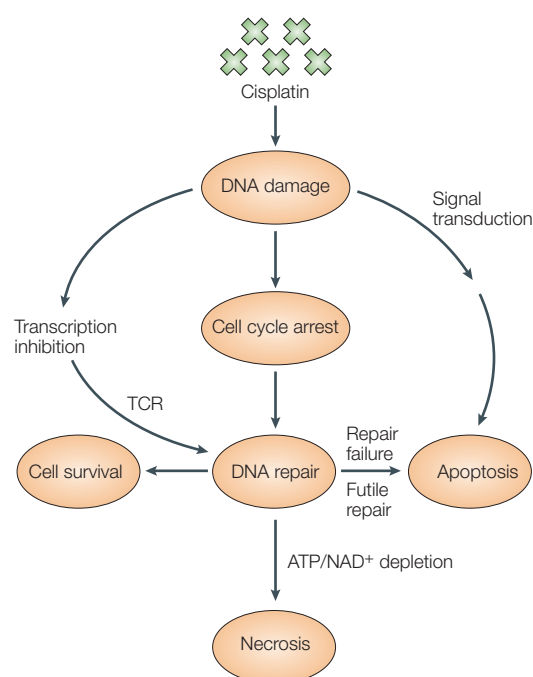 Cisplatin
DNA damage
Signal
transduction
Cell cycle arrest
Transcription
inhibition
TCR
Cell survival
DNA repair
Repair
failure
Futile
repair
Apoptosis
ATP/NAD⁺ depletion
Necrosis